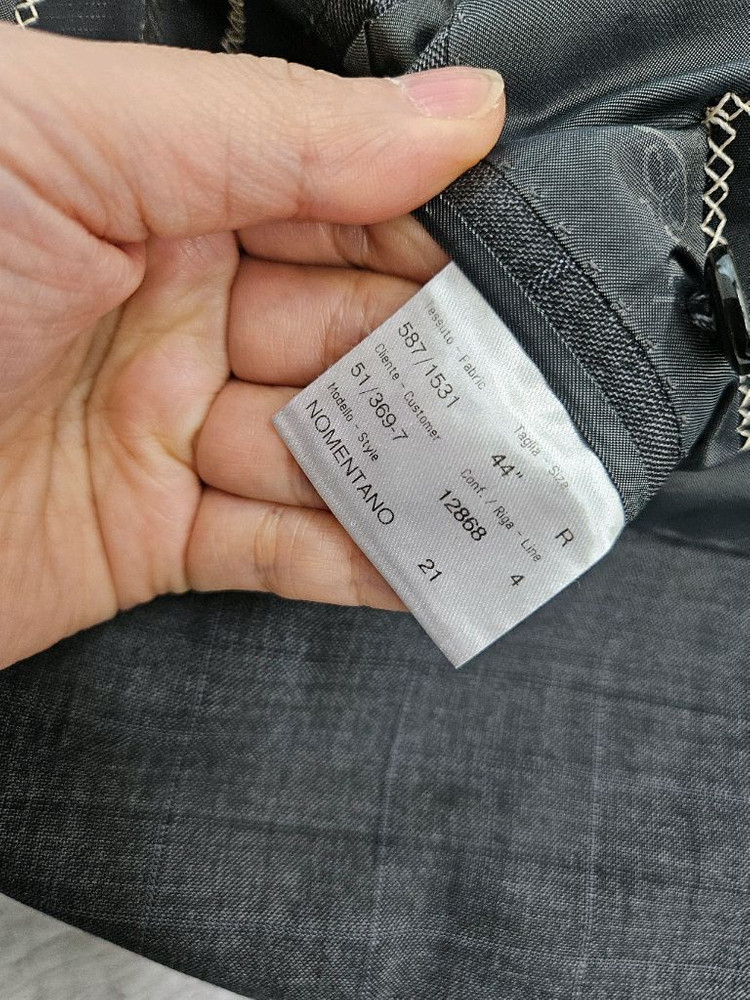 Tessuto - Fabric Taglia - Size
587/1531 44" R
Cliente - Customer Conf. / Riga - Line
51/369-7 12868 4
Modello - Style
NOMENTANO 21